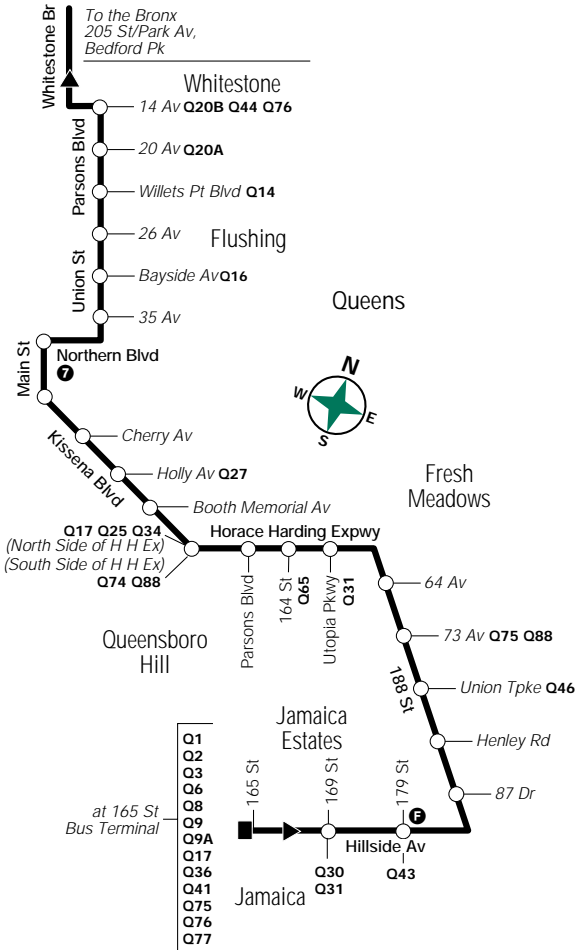 To the Bronx
205 St/Park Av,
Bedford Pk
Whitestone Br
Whitestone
14 Av Q20B Q44 Q76
20 Av Q20A
Parsons Blvd
Willets Pt Blvd Q14
26 Av
Flushing
Union St
Bayside Av Q16
35 Av
Queens
Northern Blvd
7
Main St
N
W
E
S
Cherry Av
Kissena Blvd
Holly Av Q27
Booth Memorial Av
Fresh
Meadows
Q17 Q25 Q34
(North Side of H H Ex)
(South Side of H H Ex)
Q74 Q88
Horace Harding Expwy
Parsons Blvd
164 St
Q65
Utopia Pkwy
Q31
64 Av
73 Av Q75 Q88
188 St
Union Tpke Q46
Henley Rd
87 Dr
Queensboro
Hill
Jamaica
Estates
165 St
169 St
179 St
F
Hillside Av
Q30
Q31
Q43
Jamaica
at 165 St
Bus Terminal
Q1
Q2
Q3
Q6
Q8
Q9
Q9A
Q17
Q36
Q41
Q75
Q76
Q77